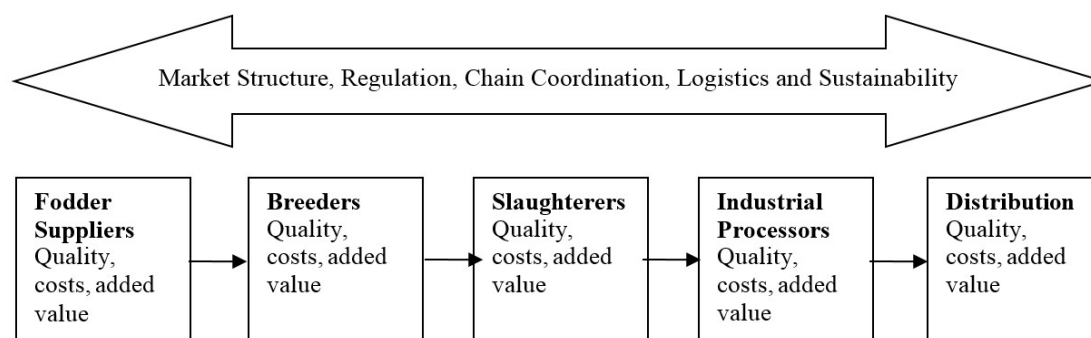 Market Structure, Regulation, Chain Coordination, Logistics and Sustainability
Fodder
Suppliers
Quality,
costs, added
value
Breeders
Quality,
costs, added
value
Slaughterers
Quality,
costs, added
value
Industrial
Processors
Quality,
costs, added
value
Distribution
Quality,
costs, added
value